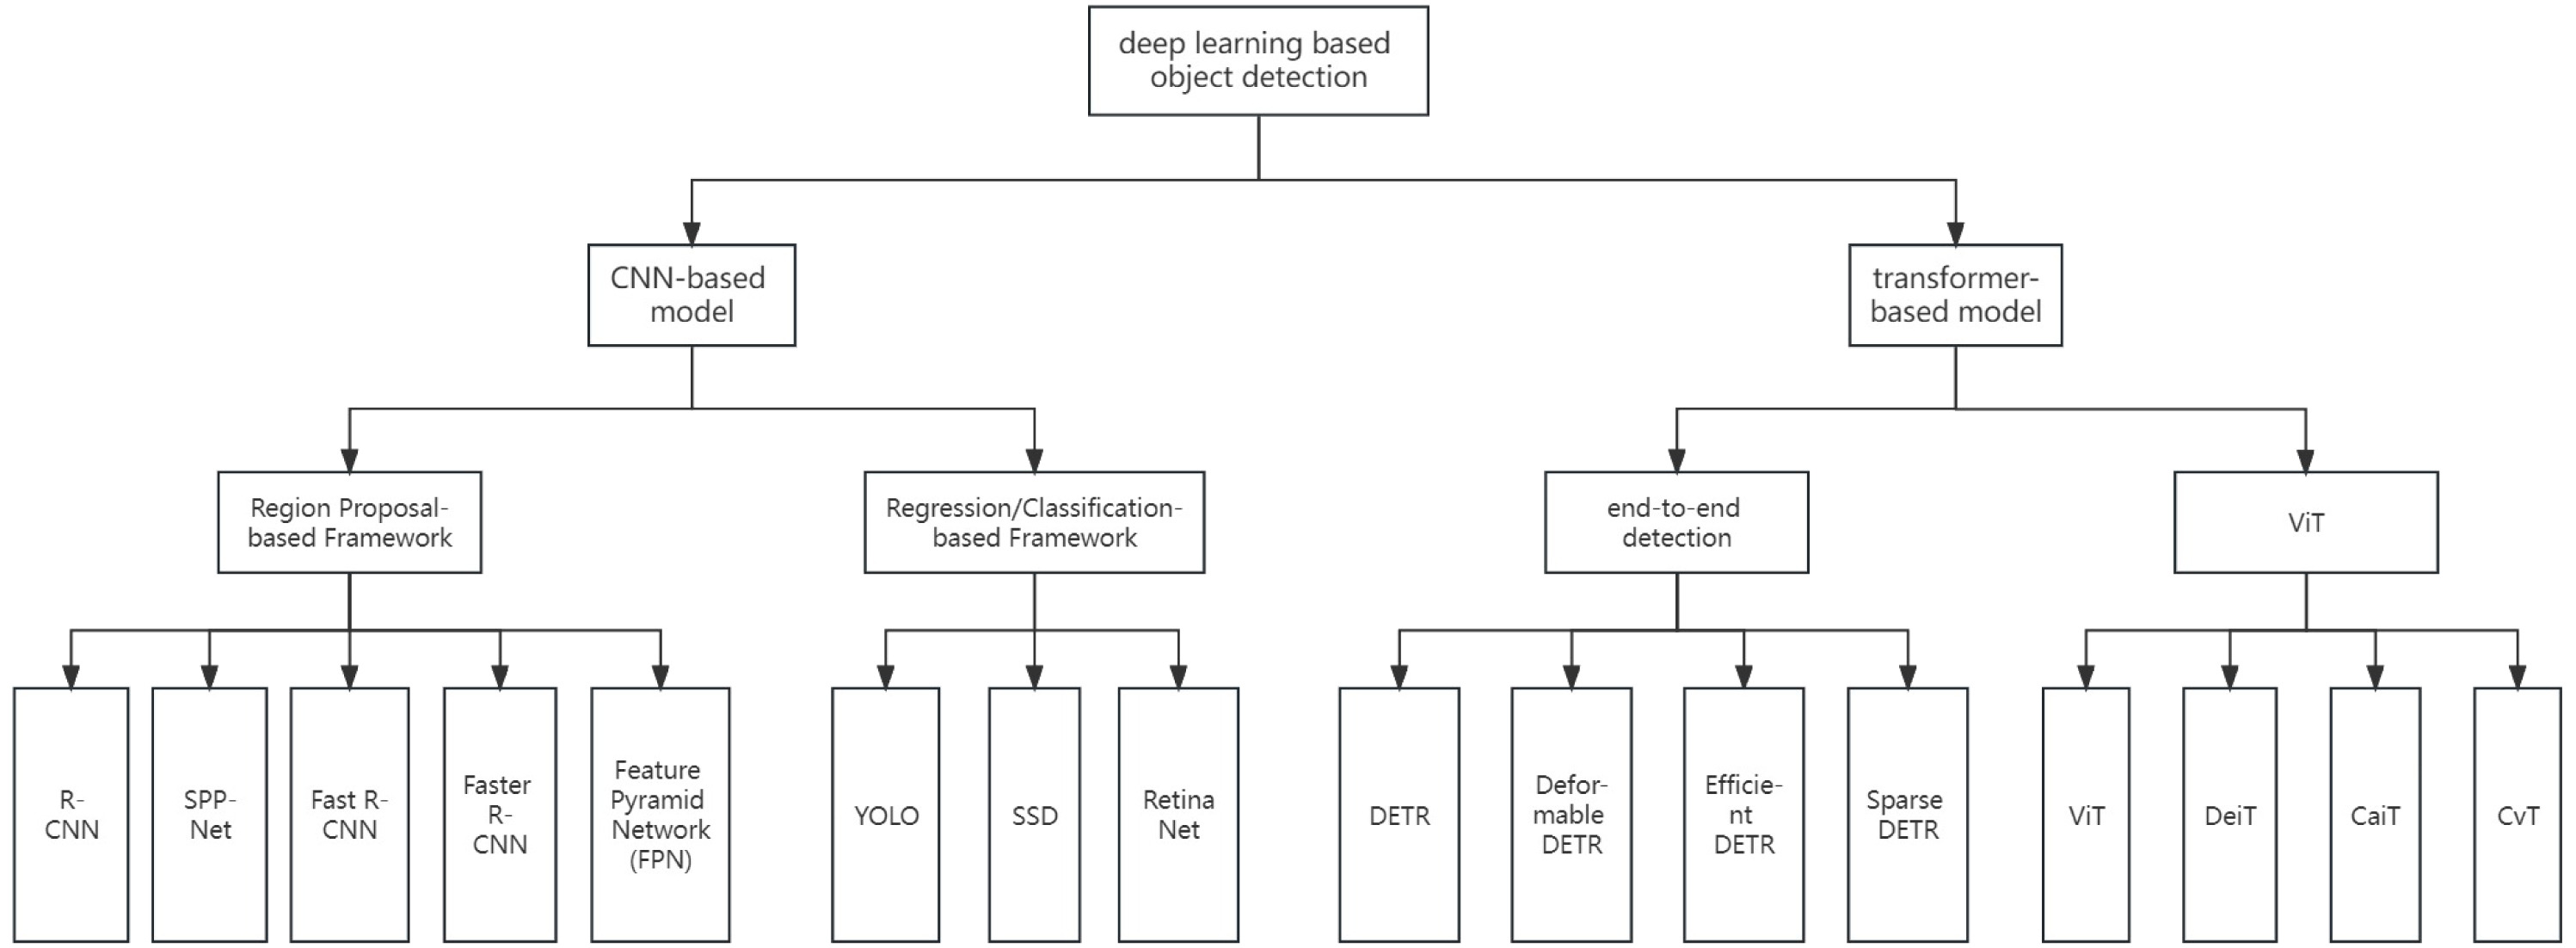 deep learning based
object detection
CNN-based
model
transformer-
based model
Region Proposal-
based Framework
Regression/Classification-
based Framework
end-to-end
detection
ViT
R-
CNN
SPP-
Net
Fast R-
CNN
Faster
R-
CNN
Feature
Pyramid
Network
(FPN)
YOLO
SSD
Retina
Net
DETR
Defor-
mable
DETR
Efficie-
nt
DETR
Sparse
DETR
ViT
DeiT
CaiT
CvT